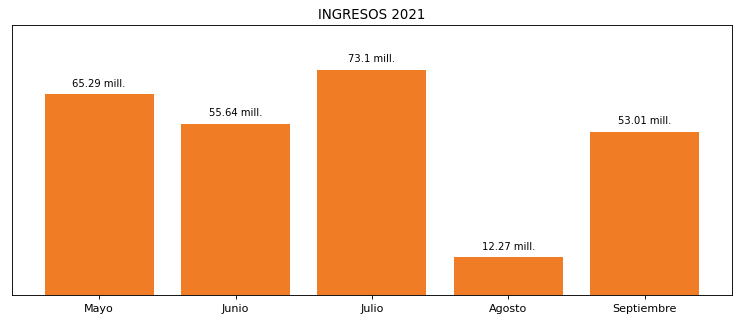 INGRESOS 2021
65.29 mill.
55.64 mill.
73.1 mill.
12.27 mill.
53.01 mill.
Mayo
Junio
Julio
Agosto
Septiembre